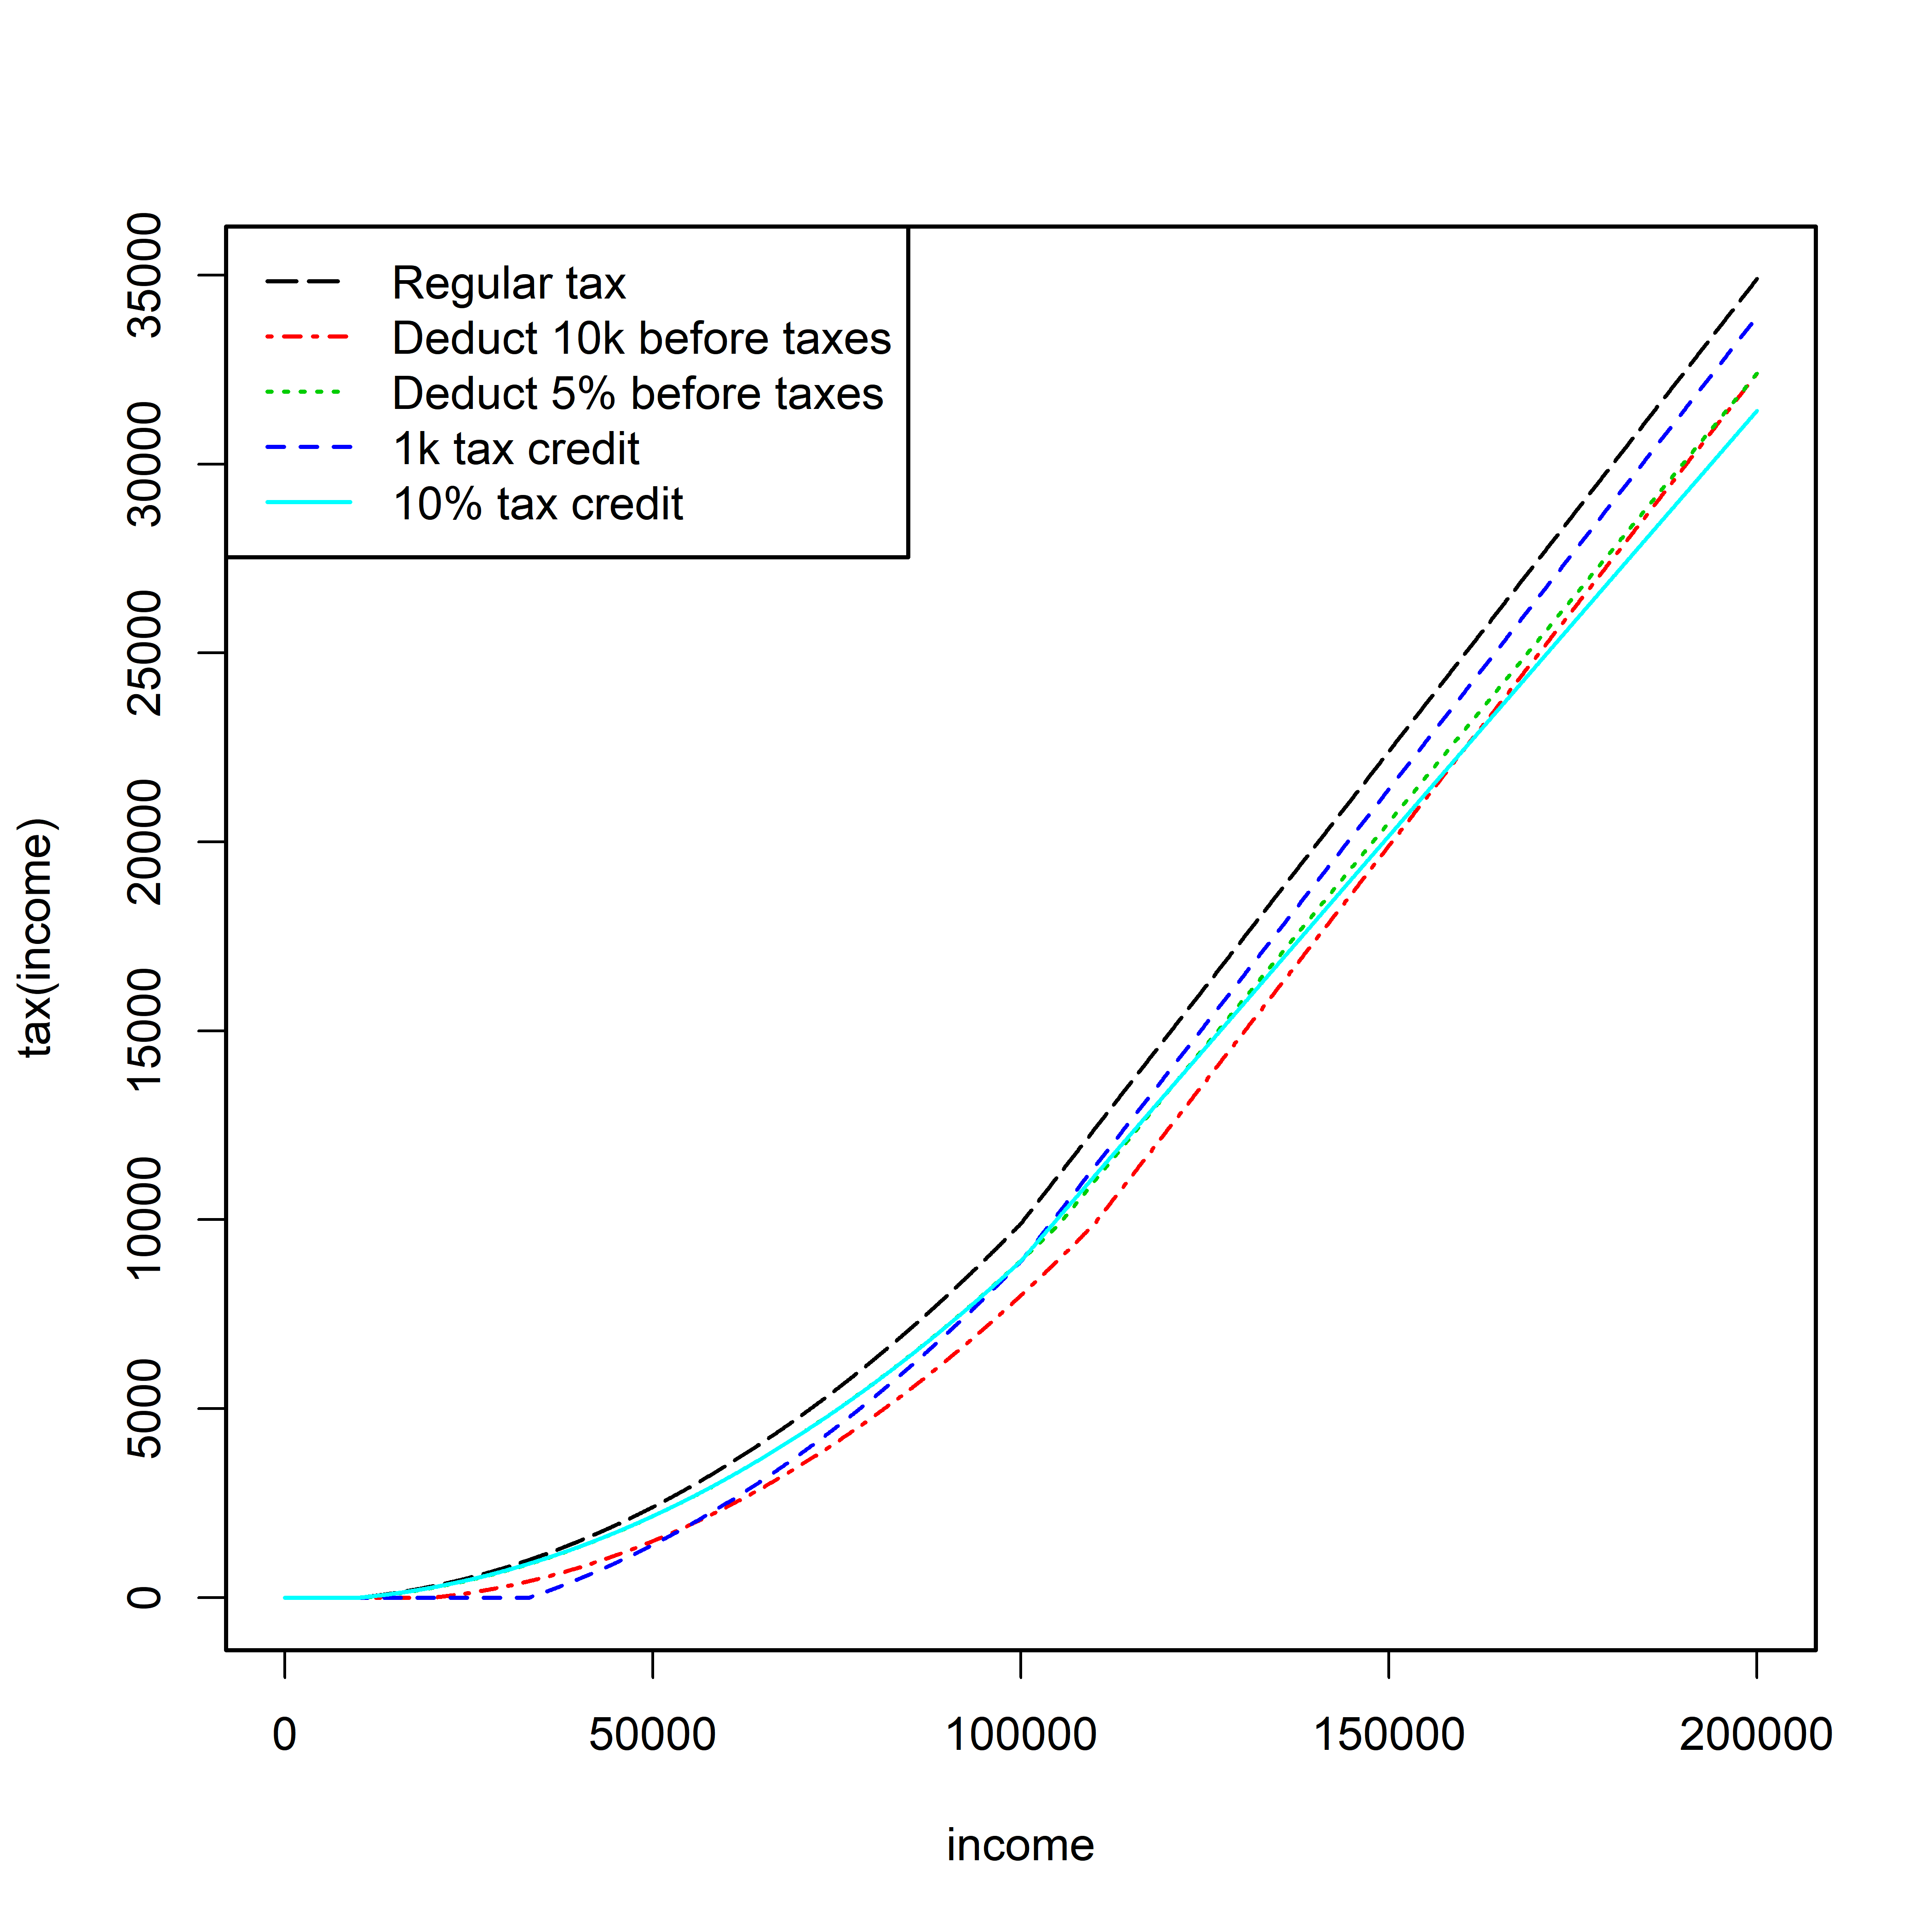 35000
30000
25000
20000
15000
10000
5000
0
tax(income)
Regular tax
Deduct 10k before taxes
Deduct 5% before taxes
1k tax credit
10% tax credit
0 50000 100000 150000 200000
income